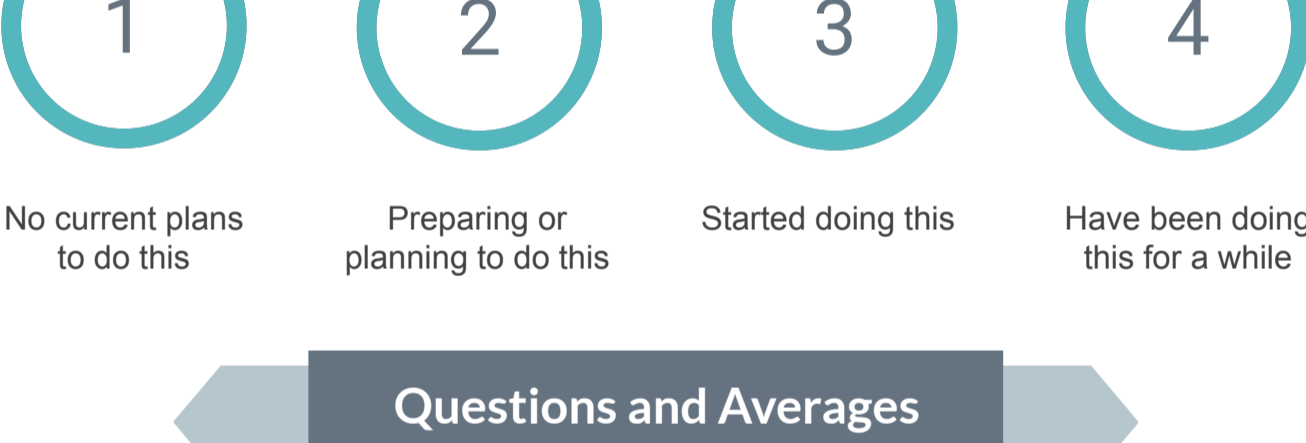 1 2 3 4
No current plans
to do this
Preparing or
planning to do this
Started doing this
Have been doing
this for a while
Questions and Averages